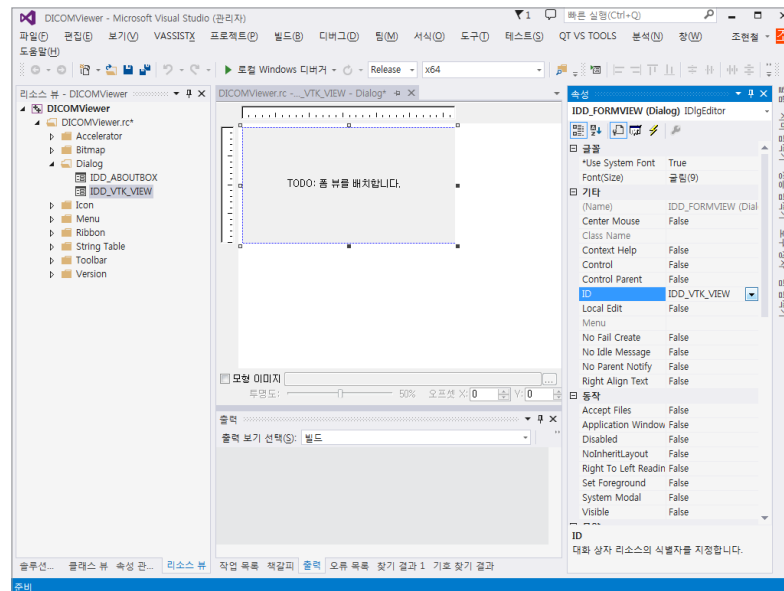 DICOMViewer - Microsoft Visual Studio (관리자)
1
빠른 실행(Ctrl+Q)
파일(F) 편집(E) 보기(V) VASSISTX 프로젝트(P) 빌드(B) 디버그(D) 팀(M) 서식(O) 도구(T) 테스트(S) QT VS TOOLS 분석(N) 창(W) 조현철
도움말(H)
로컬 Windows 디버거 Release x64
리소스 뷰 - DICOMViewer
DICOMViewer
DICOMViewer.rc*
Accelerator
Bitmap
Dialog
IDD_ABOUTBOX
IDD_VTK_VIEW
Icon
Menu
Ribbon
String Table
Toolbar
Version
솔루션... 클래스 뷰 속성 관... 리소스 뷰
DICOMViewer.rc -..._VTK_VIEW - Dialog*
TODO: 폼 뷰를 배치합니다.
모형 이미지 ...
투명도: 50% 오프셋 X: 0 Y: 0
출력
출력 보기 선택(S): 빌드
작업 목록 책갈피 출력 오류 목록 찾기 결과 1 기호 찾기 결과
속성
IDD_FORMVIEW (Dialog) IDlgEditor
글꼴
*Use System Font True
Font(Size) 굴림(9)
기타
(Name) IDD_FORMVIEW (Dial
Center Mouse False
Class Name
Context Help False
Control False
Control Parent False
ID IDD_VTK_VIEW
Local Edit False
Menu
No Fail Create False
No Idle Message False
No Parent Notify False
Right Align Text False
동작
Accept Files False
Application Window False
Disabled False
NoInheritLayout False
Right To Left Readin False
Set Foreground False
System Modal False
Visible False
ID
대화 상자 리소스의 식별자를 지정합니다.
준비